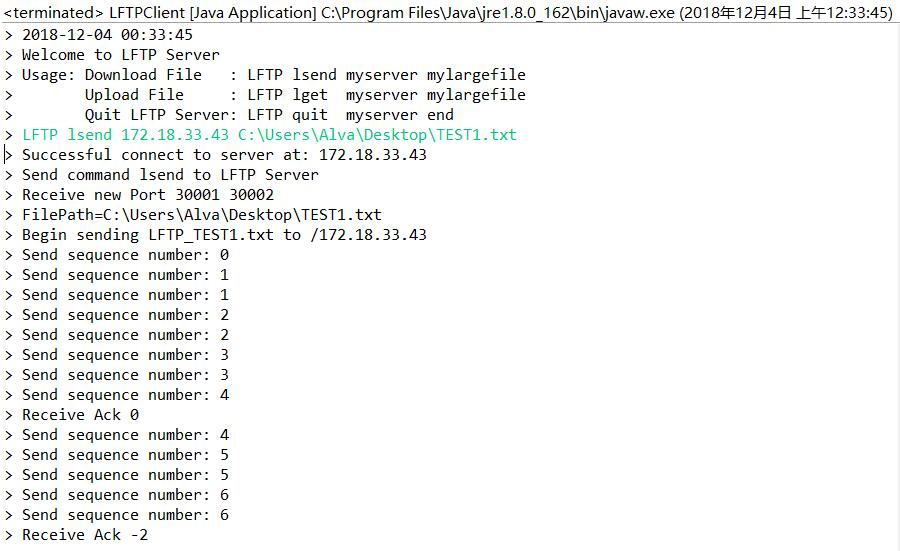 <terminated> LFTPClient [Java Application] C:\Program Files\Java\jre1.8.0_162\bin\javaw.exe (2018年12月4日 上午12:33:45)
> 2018-12-04 00:33:45
> Welcome to LFTP Server
> Usage: Download File   : LFTP lsend myserver mylargefile
>        Upload File     : LFTP lget  myserver mylargefile
>        Quit LFTP Server: LFTP quit  myserver end
> LFTP lsend 172.18.33.43 C:\Users\Alva\Desktop\TEST1.txt
> Successful connect to server at: 172.18.33.43
> Send command lsend to LFTP Server
> Receive new Port 30001 30002
> FilePath=C:\Users\Alva\Desktop\TEST1.txt
> Begin sending LFTP_TEST1.txt to /172.18.33.43
> Send sequence number: 0
> Send sequence number: 1
> Send sequence number: 1
> Send sequence number: 2
> Send sequence number: 2
> Send sequence number: 3
> Send sequence number: 3
> Send sequence number: 4
> Receive Ack 0
> Send sequence number: 4
> Send sequence number: 5
> Send sequence number: 5
> Send sequence number: 6
> Send sequence number: 6
> Receive Ack -2